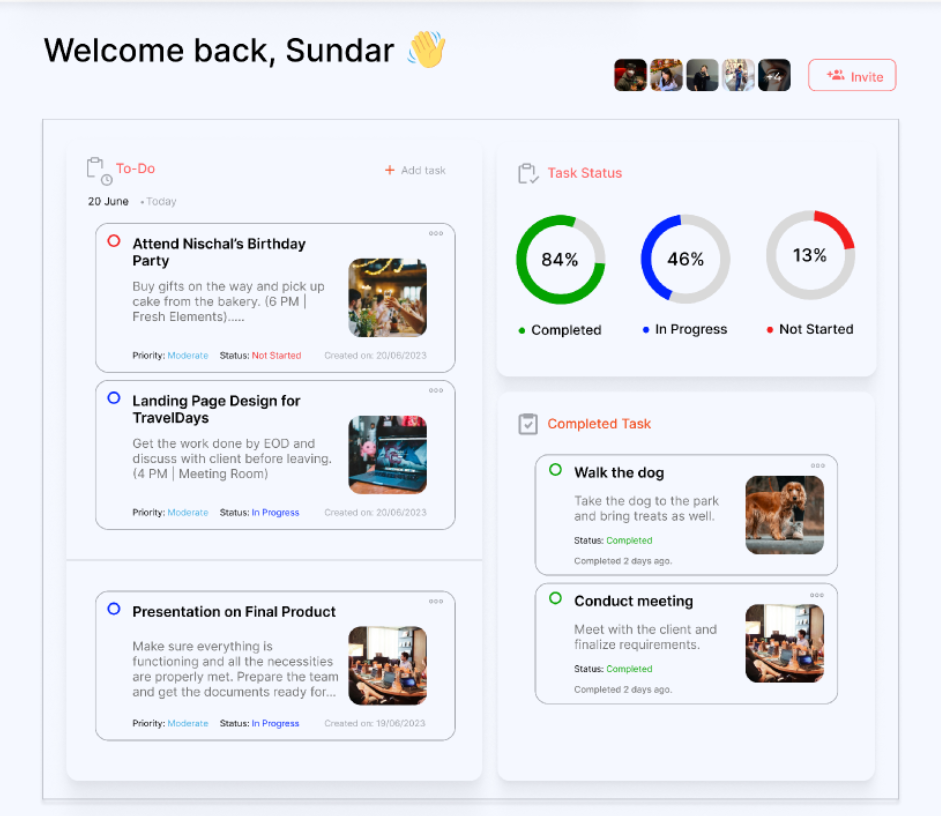 Welcome back, Sundar 👋
Invite
To-Do
+ Add task
20 June • Today
Attend Nischal's Birthday
Party
Buy gifts on the way and pick up
cake from the bakery. (6 PM |
Fresh Elements).....
Priority: Moderate Status: Not Started Created on: 20/06/2023
Landing Page Design for
TravelDays
Get the work done by EOD and
discuss with client before leaving.
(4 PM | Meeting Room)
Priority: Moderate Status: In Progress Created on: 20/06/2023
Presentation on Final Product
Make sure everything is
functioning and all the necessities
are properly met. Prepare the team
and get the documents ready for...
Priority: Moderate Status: In Progress Created on: 19/06/2023
Task Status
84%
46%
13%
• Completed
• In Progress
• Not Started
Completed Task
Walk the dog
Take the dog to the park
and bring treats as well.
Status: Completed
Completed 2 days ago.
Conduct meeting
Meet with the client and
finalize requirements.
Status: Completed
Completed 2 days ago.